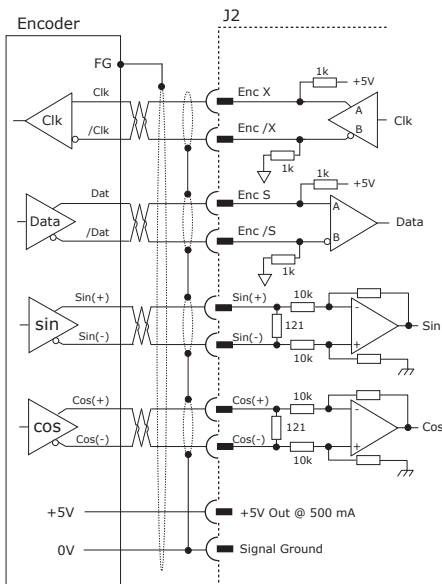 Encoder
J2
FG
Clk
Enc X
1k
+5V
A
Clk
Clk
/Clk
Enc /X
B
1k
Dat
Enc S
1k
+5V
A
Data
Data
/Dat
Enc /S
B
1k
Sin(+)
Sin(+)
10k
-
sin
121
Sin
Sin(-)
Sin(-)
10k
+
Cos(+)
Cos(+)
10k
-
cos
121
Cos
Cos(-)
Cos(-)
10k
+
+5V
+5V Out @ 500 mA
0V
Signal Ground